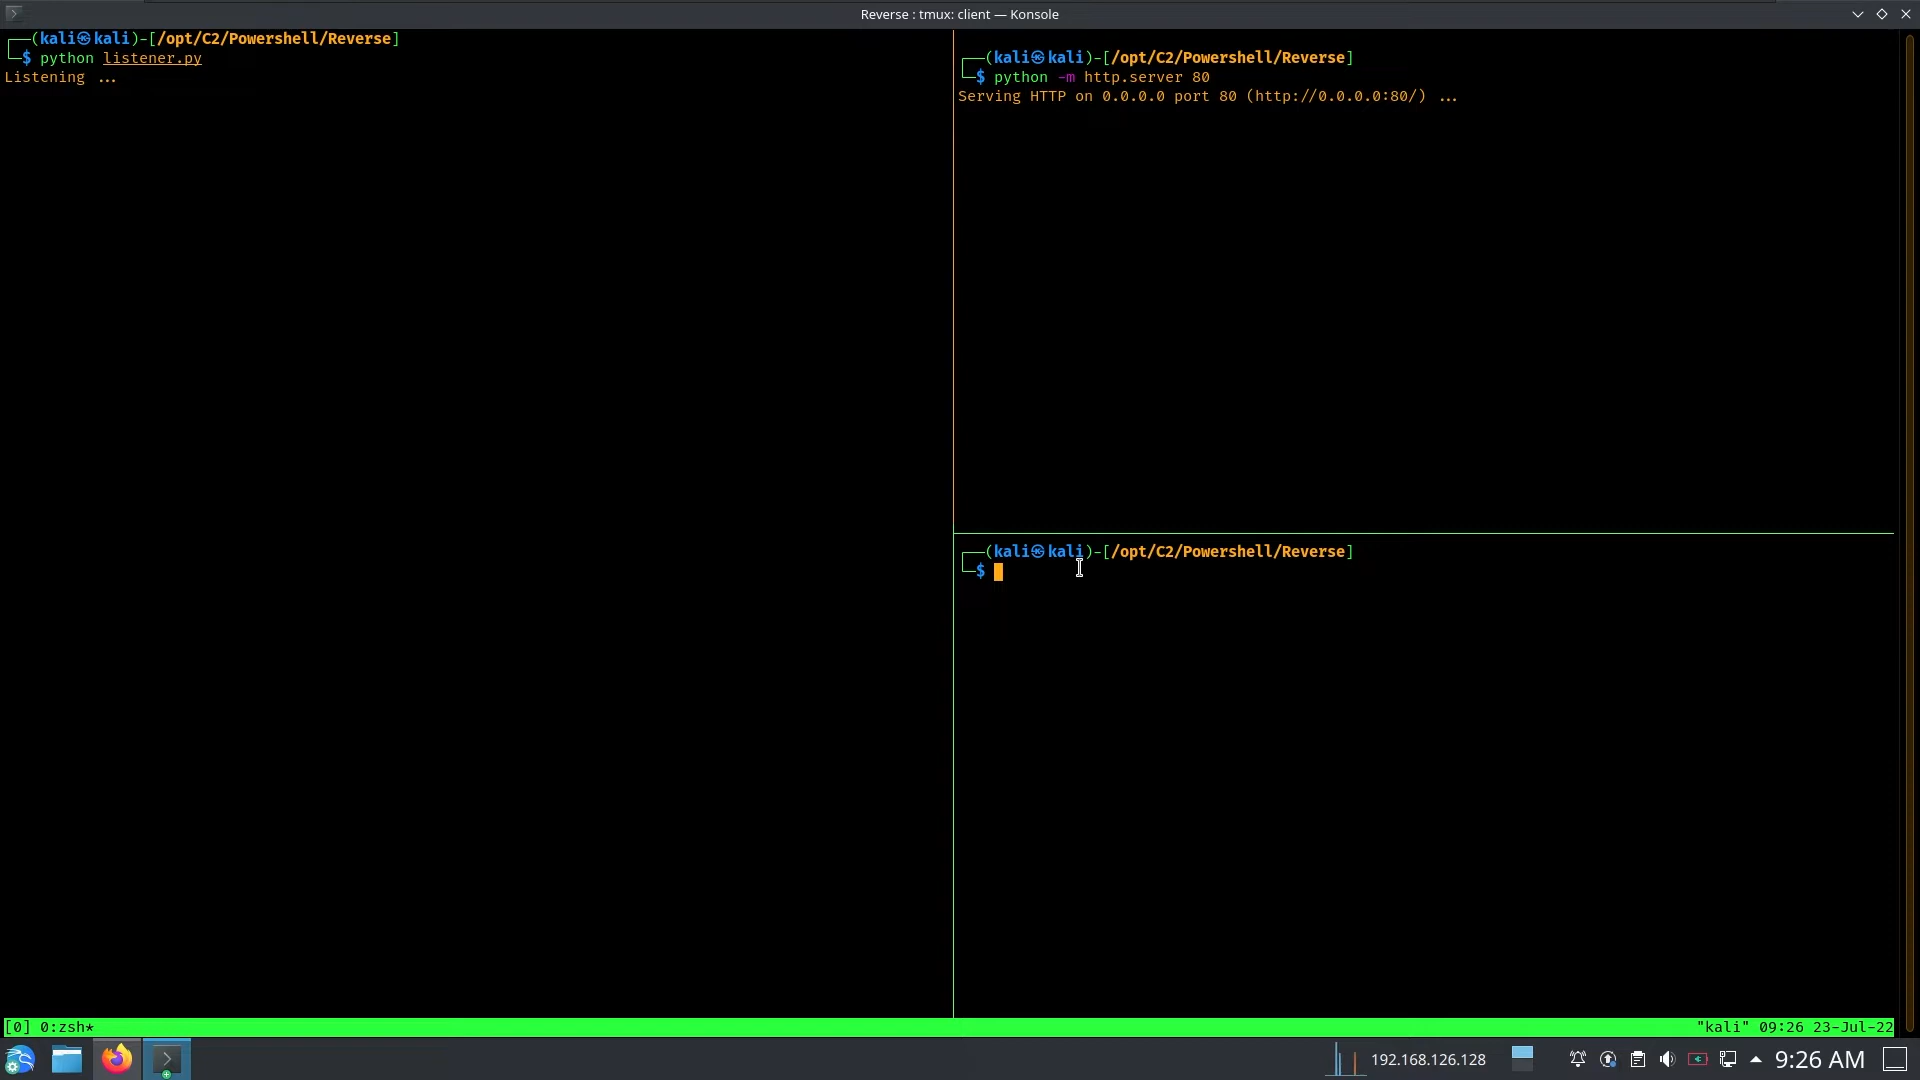 Reverse : tmux: client — Konsole
┌──(kali㉿kali)-[/opt/C2/Powershell/Reverse]
└─$ python listener.py
Listening ...
┌──(kali㉿kali)-[/opt/C2/Powershell/Reverse]
└─$ python -m http.server 80
Serving HTTP on 0.0.0.0 port 80 (http://0.0.0.0:80/) ...
┌──(kali㉿kali)-[/opt/C2/Powershell/Reverse]
└─$
[0] 0:zsh*
"kali" 09:26 23-Jul-22
192.168.126.128
9:26 AM